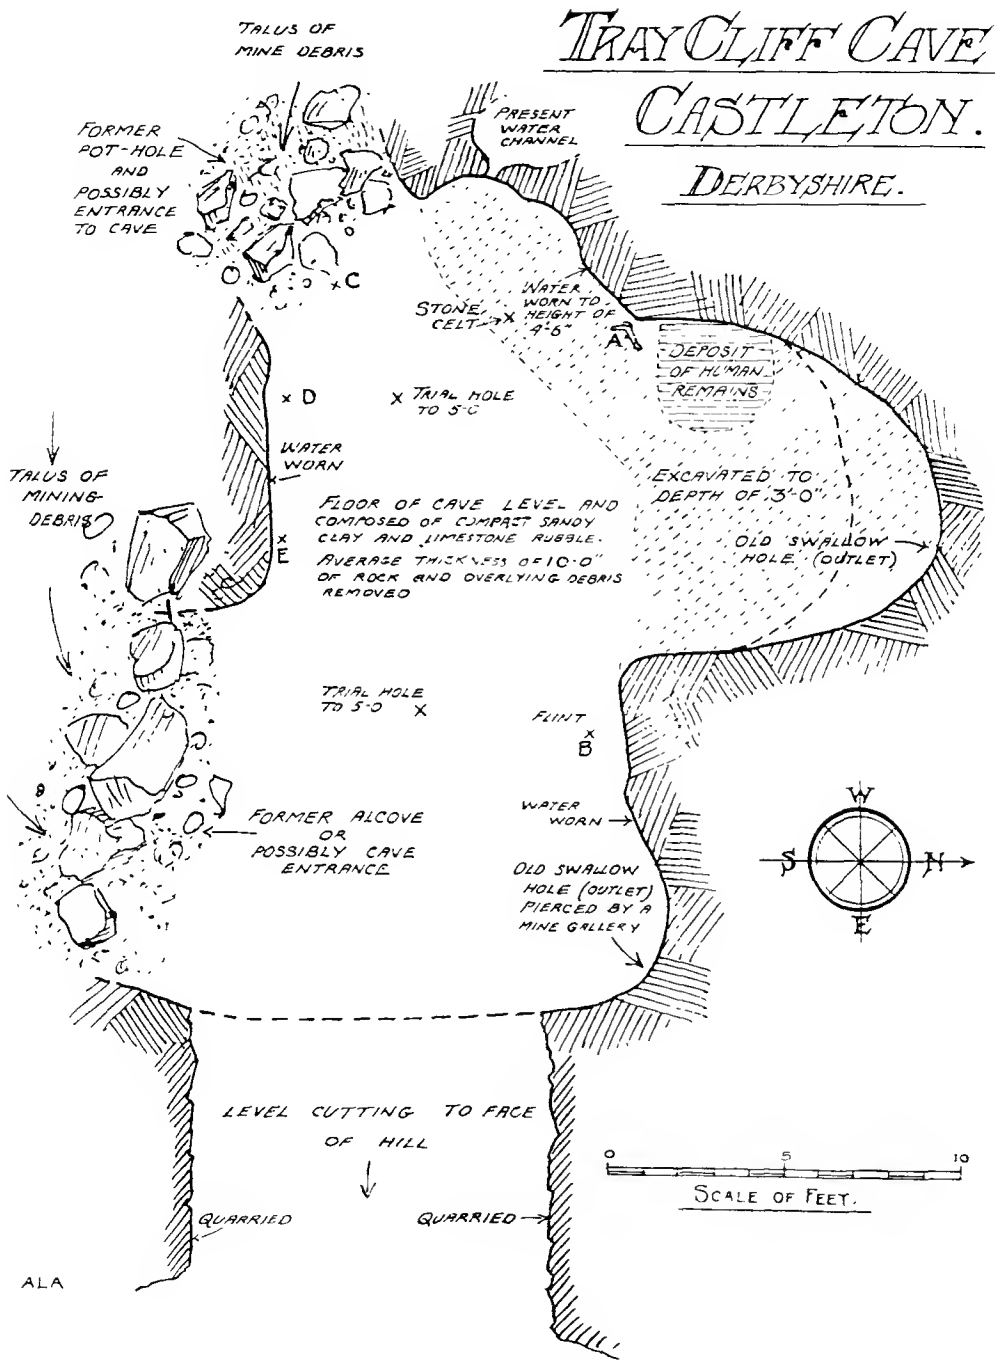 TRAY CLIFF CAVE
CASTLETON.
DERBYSHIRE.
TALUS OF
MINE DEBRIS
PRESENT
WATER
CHANNEL
FORMER
POT-HOLE
AND
POSSIBLY
ENTRANCE
TO CAVE
C
STONE
CELT
WATER
WORN TO
HEIGHT OF
4'-6"
A
DEPOSIT
OF HUMAN
REMAINS
D
TRIAL HOLE
TO 5-0
WATER
WORN
TALUS OF
MINING
DEBRIS
E
FLOOR OF CAVE LEVEL AND
COMPOSED OF COMPACT SANDY
CLAY AND LIMESTONE RUBBLE.
AVERAGE THICKNESS OF 10-0"
OF ROCK AND OVERLYING DEBRIS
REMOVED
EXCAVATED TO
DEPTH OF 3'-0"
OLD SWALLOW
HOLE (OUTLET)
TRIAL HOLE
TO 5-0
FLINT
B
WATER
WORN
FORMER ALCOVE
OR
POSSIBLY CAVE
ENTRANCE
OLD SWALLOW
HOLE (OUTLET)
PIERCED BY A
MINE GALLERY
W
S
N
E
LEVEL CUTTING TO FACE
OF HILL
QUARRIED
QUARRIED
0 5 10
SCALE OF FEET.
ALA